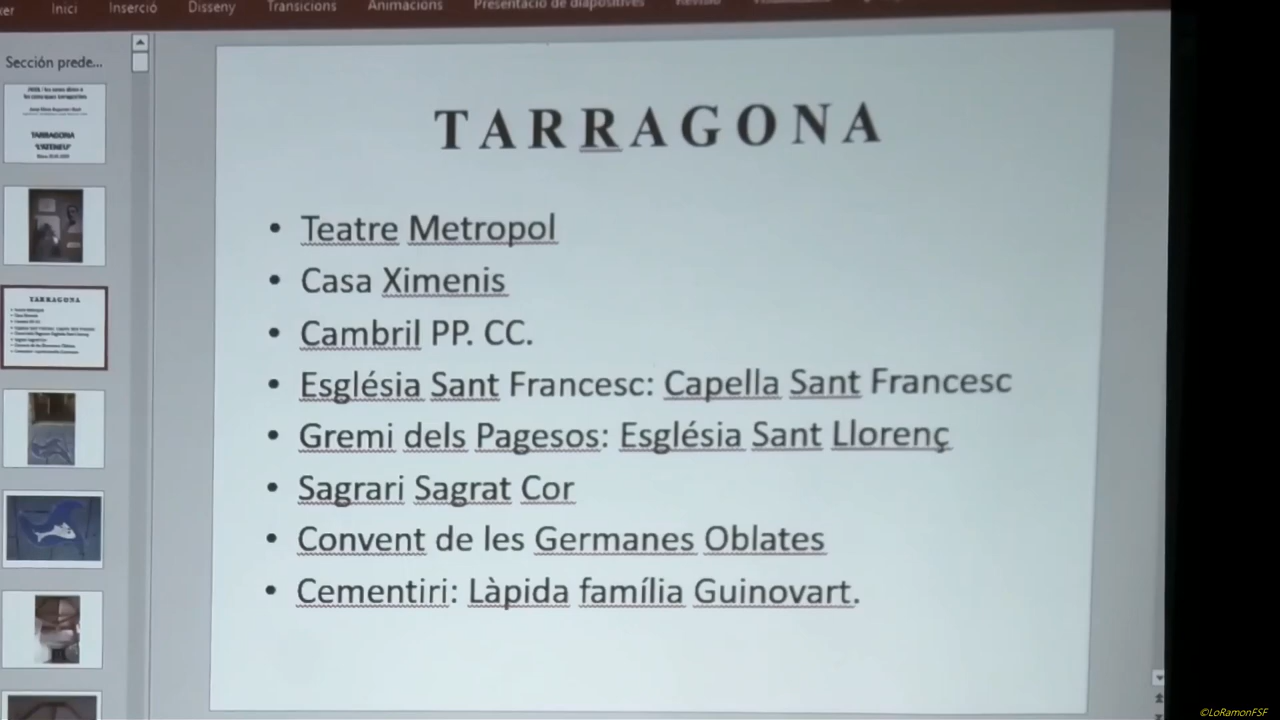 Inici Inserció Disseny Transicions Animacions Presentació de diapositives Revisió
Sección prede...
TARRAGONA
TARRAGONA
TARRAGONA
• Teatre Metropol
• Casa Ximenis
• Cambril PP. CC.
• Església Sant Francesc: Capella Sant Francesc
• Gremi dels Pagesos: Església Sant Llorenç
• Sagrari Sagrat Cor
• Convent de les Germanes Oblates
• Cementiri: Làpida família Guinovart.
©LoRamonFSF